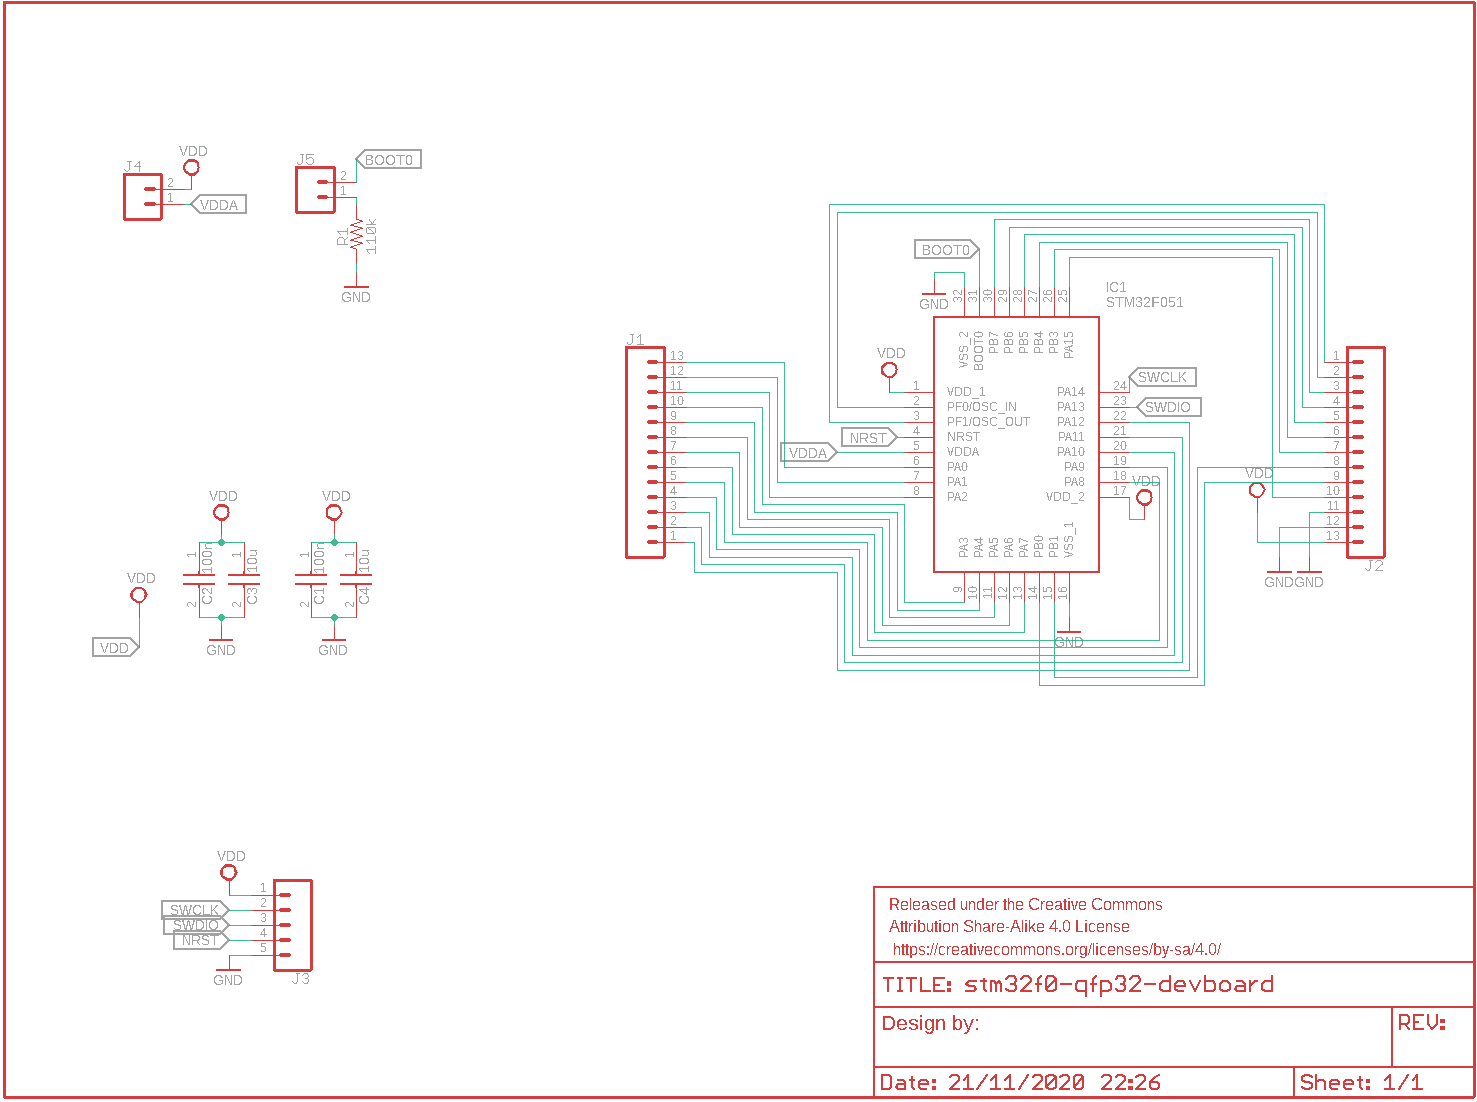 J4
VDD
2
1
VDDA
J5
BOOT0
2
1
R1
110k
GND
VDD
VDD
1
100n
2
C2
1
10u
2
C3
1
100n
2
C1
1
10u
2
C4
GND
GND
VDD
VDD
VDD
SWCLK
SWDIO
NRST
1
2
3
4
5
GND
J3
J1
13
12
11
10
9
8
7
6
5
4
3
2
1
BOOT0
GND
32
31
30
29
28
27
26
25
IC1
STM32F051
VSS_2
BOOT0
PB7
PB6
PB5
PB4
PB3
PA15
VDD
NRST
VDDA
1 VDD_1
2 PF0/OSC_IN
3 PF1/OSC_OUT
4 NRST
5 VDDA
6 PA0
7 PA1
8 PA2
PA14 24
PA13 23
PA12 22
PA11 21
PA10 20
PA9 19
PA8 18
VDD_2 17
SWCLK
SWDIO
VDD
PA3
PA4
PA5
PA6
PA7
PB0
PB1
VSS_1
9
10
11
12
13
14
15
16
GND
VDD
1
2
3
4
5
6
7
8
9
10
11
12
13
GND
GND
J2
Released under the Creative Commons
Attribution Share-Alike 4.0 License
https://creativecommons.org/licenses/by-sa/4.0/
TITLE: stm32f0-qfp32-devboard
Design by:
REV:
Date: 21/11/2020 22:26
Sheet: 1/1